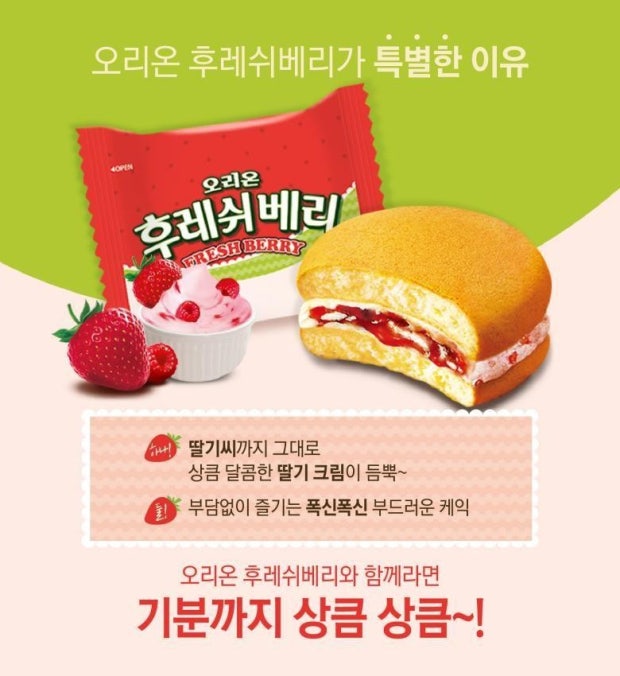 오리온 후레쉬베리가 특별한 이유
OPEN
오리온
후레쉬베리
FRESH BERRY
하나! 딸기씨까지 그대로
상큼 달콤한 딸기 크림이 듬뿍~
둘! 부담없이 즐기는 폭신폭신 부드러운 케익
오리온 후레쉬베리와 함께라면
기분까지 상큼 상큼~!